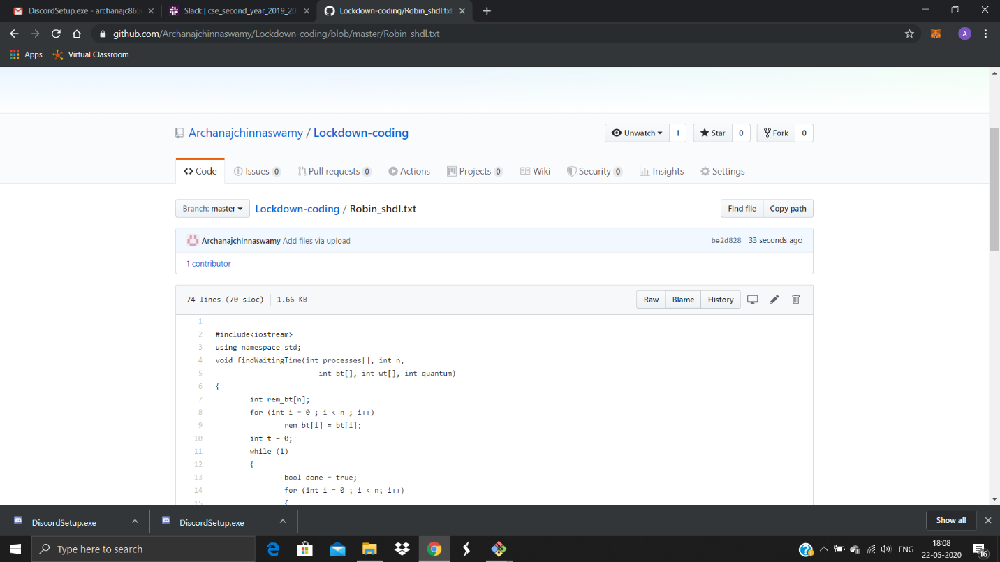 DiscordSetup.exe - archanajc865
Slack | cse_second_year_2019_20
Lockdown-coding/Robin_shdl.txt
github.com/Archanajchinnaswamy/Lockdown-coding/blob/master/Robin_shdl.txt
A
Apps
Virtual Classroom
Archanajchinnaswamy / Lockdown-coding
Unwatch 1
Star 0
Fork 0
Code
Issues 0
Pull requests 0
Actions
Projects 0
Wiki
Security 0
Insights
Settings
Branch: master
Lockdown-coding / Robin_shdl.txt
Find file
Copy path
Archanajchinnaswamy Add files via upload
be2d828 33 seconds ago
1 contributor
74 lines (70 sloc) 1.66 KB
Raw
Blame
History
1
2 #include<iostream>
3 using namespace std;
4 void findWaitingTime(int processes[], int n,
5 int bt[], int wt[], int quantum)
6 {
7 int rem_bt[n];
8 for (int i = 0 ; i < n ; i++)
9 rem_bt[i] = bt[i];
10 int t = 0;
11 while (1)
12 {
13 bool done = true;
14 for (int i = 0 ; i < n; i++)
15 {
DiscordSetup.exe
DiscordSetup.exe
Show all
Type here to search
ENG
18:08
22-05-2020
16